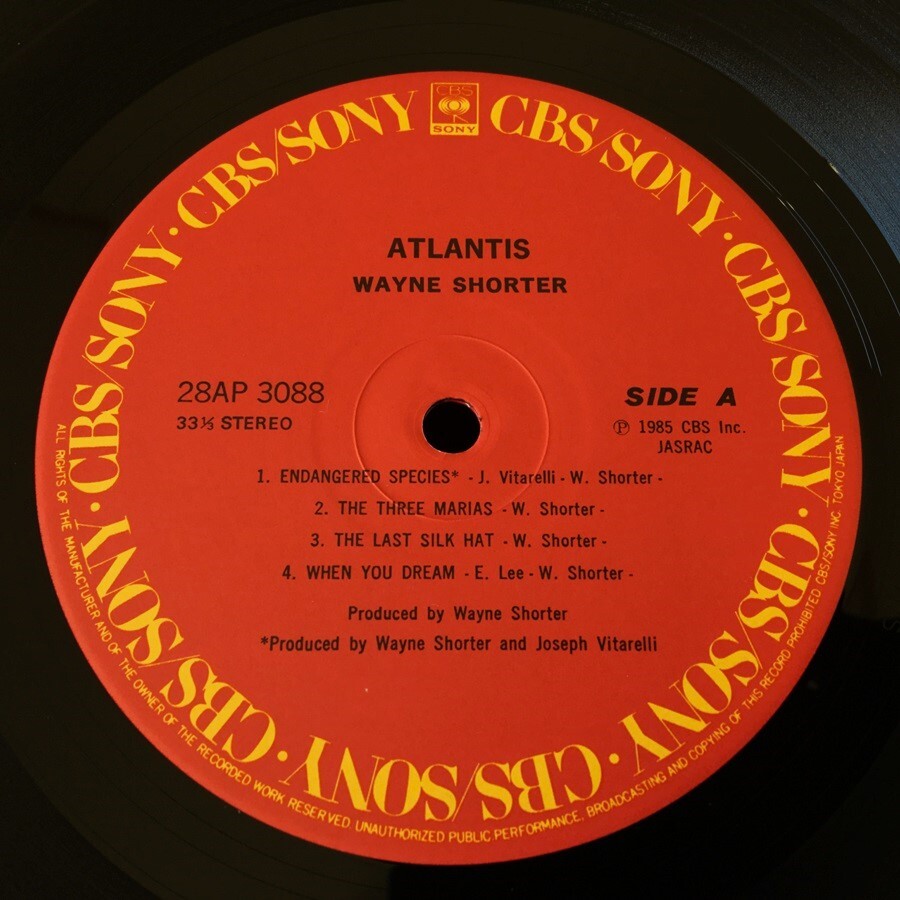 CBS
SONY
CBS/SONY · CBS/SONY · CBS/SONY · CBS/SONY · CBS/SONY · CBS/SONY · CBS/SONY · CBS/SONY · CBS/SONY
ATLANTIS
WAYNE SHORTER
28AP 3088
33⅓ STEREO
SIDE A
Ⓟ 1985 CBS Inc.
JASRAC
1. ENDANGERED SPECIES* - J. Vitarelli - W. Shorter -
2. THE THREE MARIAS - W. Shorter -
3. THE LAST SILK HAT - W. Shorter -
4. WHEN YOU DREAM - E. Lee - W. Shorter -
Produced by Wayne Shorter
*Produced by Wayne Shorter and Joseph Vitarelli
ALL RIGHTS OF THE MANUFACTURER AND OF THE OWNER OF THE RECORDED WORK RESERVED. UNAUTHORIZED PUBLIC PERFORMANCE, BROADCASTING AND COPYING OF THIS RECORD PROHIBITED CBS/SONY INC. TOKYO JAPAN